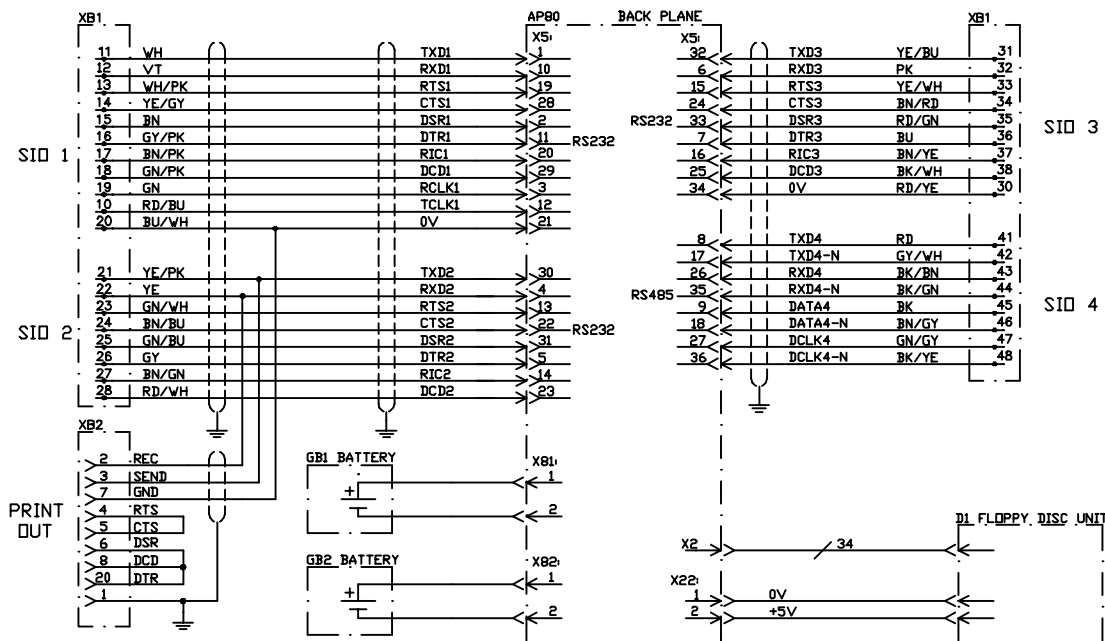 XB1 AP80 BACK PLANE XB1
X5: X5:
11 WH TXD1 1 32 TXD3 YE/BU 31
12 VT RXD1 10 6 RXD3 PK 32
13 WH/PK RTS1 19 15 RTS3 YE/WH 33
14 YE/GY CTS1 28 24 CTS3 BN/RD 34
15 BN DSR1 2 RS232 33 DSR3 RD/GN 35 SIO 3
16 GY/PK DTR1 11 RS232 7 DTR3 BU 36
SIO 1 17 BN/PK RIC1 20 16 RIC3 BN/YE 37
18 GN/PK DCD1 29 25 DCD3 BK/WH 38
19 GN RCLK1 3 34 0V RD/YE 30
10 RD/BU TCLK1 12
20 BU/WH 0V 21
8 TXD4 RD 41
17 TXD4-N GY/WH 42
21 YE/PK TXD2 30 26 RXD4 BK/BN 43
22 YE RXD2 4 RS485 35 RXD4-N BK/GN 44
23 GN/WH RTS2 13 9 DATA4 BK 45 SIO 4
SIO 2 24 BN/BU CTS2 22 RS232 18 DATA4-N BN/GY 46
25 GN/BU DSR2 31 27 DCLK4 GN/GY 47
26 GY DTR2 5 36 DCLK4-N BK/YE 48
27 BN/GN RIC2 14
28 RD/WH DCD2 23
XB2
2 REC GB1 BATTERY X81:
3 SEND 1
7 GND +
PRINT OUT 4 RTS 2
5 CTS D1 FLOPPY DISC UNIT
6 DSR X2 34
8 DCD GB2 BATTERY X82:
20 DTR 1 X22:
1 + 1 0V
2 2 +5V